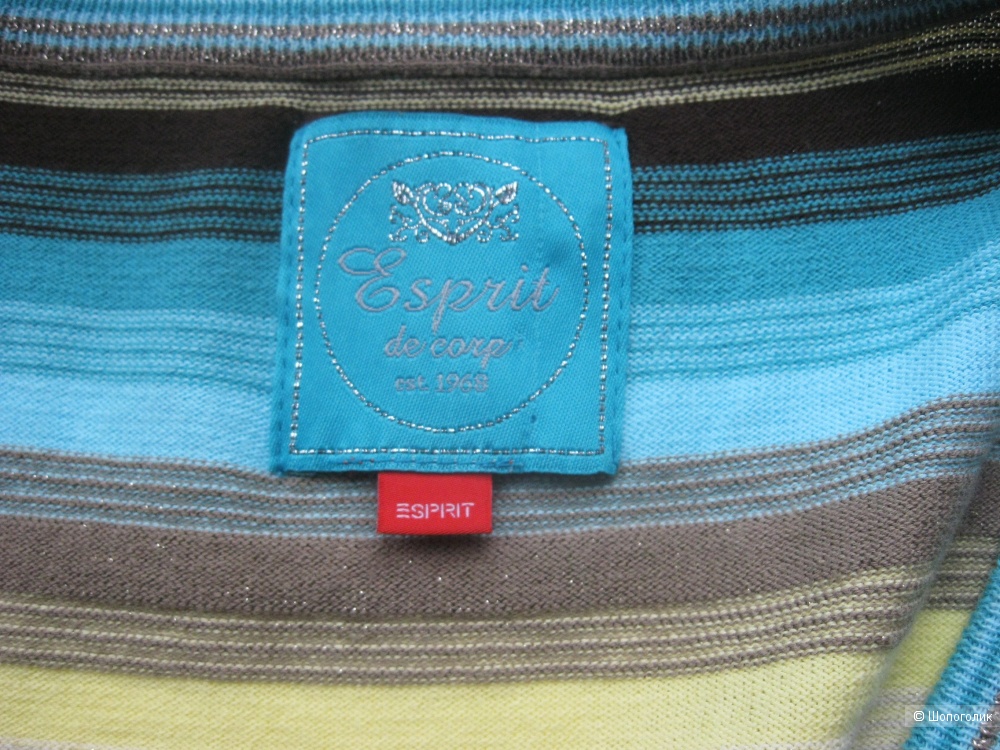 Esprit
de corp
est. 1968
ESPRIT
© Шопоголик